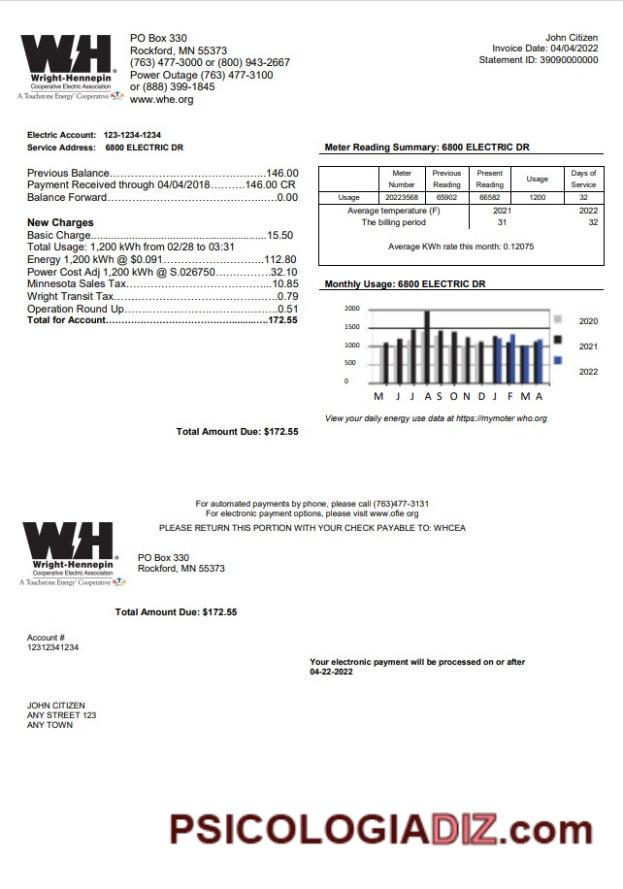 WH
Wright-Hennepin
Cooperative Electric Association
A Touchstone Energy® Cooperative
PO Box 330
Rockford, MN 55373
(763) 477-3000 or (800) 943-2667
Power Outage (763) 477-3100
or (888) 399-1845
www.whe.org
John Citizen
Invoice Date: 04/04/2022
Statement ID: 39090000000
Electric Account: 123-1234-1234
Service Address: 6800 ELECTRIC DR
Previous Balance……………………………146.00
Payment Received through 04/04/2018………146.00 CR
Balance Forward……………………………..0.00
New Charges
Basic Charge...................................................15.50
Total Usage: 1,200 kWh from 02/28 to 03:31
Energy 1,200 kWh @ $0.091……………………112.80
Power Cost Adj 1,200 kWh @ S.026750……………32.10
Minnesota Sales Tax……………………………10.85
Wright Transit Tax……………………………..0.79
Operation Round Up……………………………0.51
Total for Account……………………………….172.55
Total Amount Due: $172.55
Meter Reading Summary: 6800 ELECTRIC DR
Meter Number Previous Reading Present Reading Usage Days of Service
Usage 20223568 65902 66582 1200 32
Average temperature (F) 2021 2022
The billing period 31 32
Average KWh rate this month: 0.12075
Monthly Usage: 6800 ELECTRIC DR
2000
1500
1000
500
0
M J J A S O N D J F M A
2020
2021
2022
View your daily energy use data at https://mymoter who.org
For automated payments by phone, please call (763)477-3131
For electronic payment options, please visit www.ofie org
PLEASE RETURN THIS PORTION WITH YOUR CHECK PAYABLE TO: WHCEA
WH
Wright-Hennepin
Cooperative Electric Association
A Touchstone Energy® Cooperative
PO Box 330
Rockford, MN 55373
Total Amount Due: $172.55
Account #
12312341234
Your electronic payment will be processed on or after
04-22-2022
JOHN CITIZEN
ANY STREET 123
ANY TOWN
PSICOLOGIADIZ.com